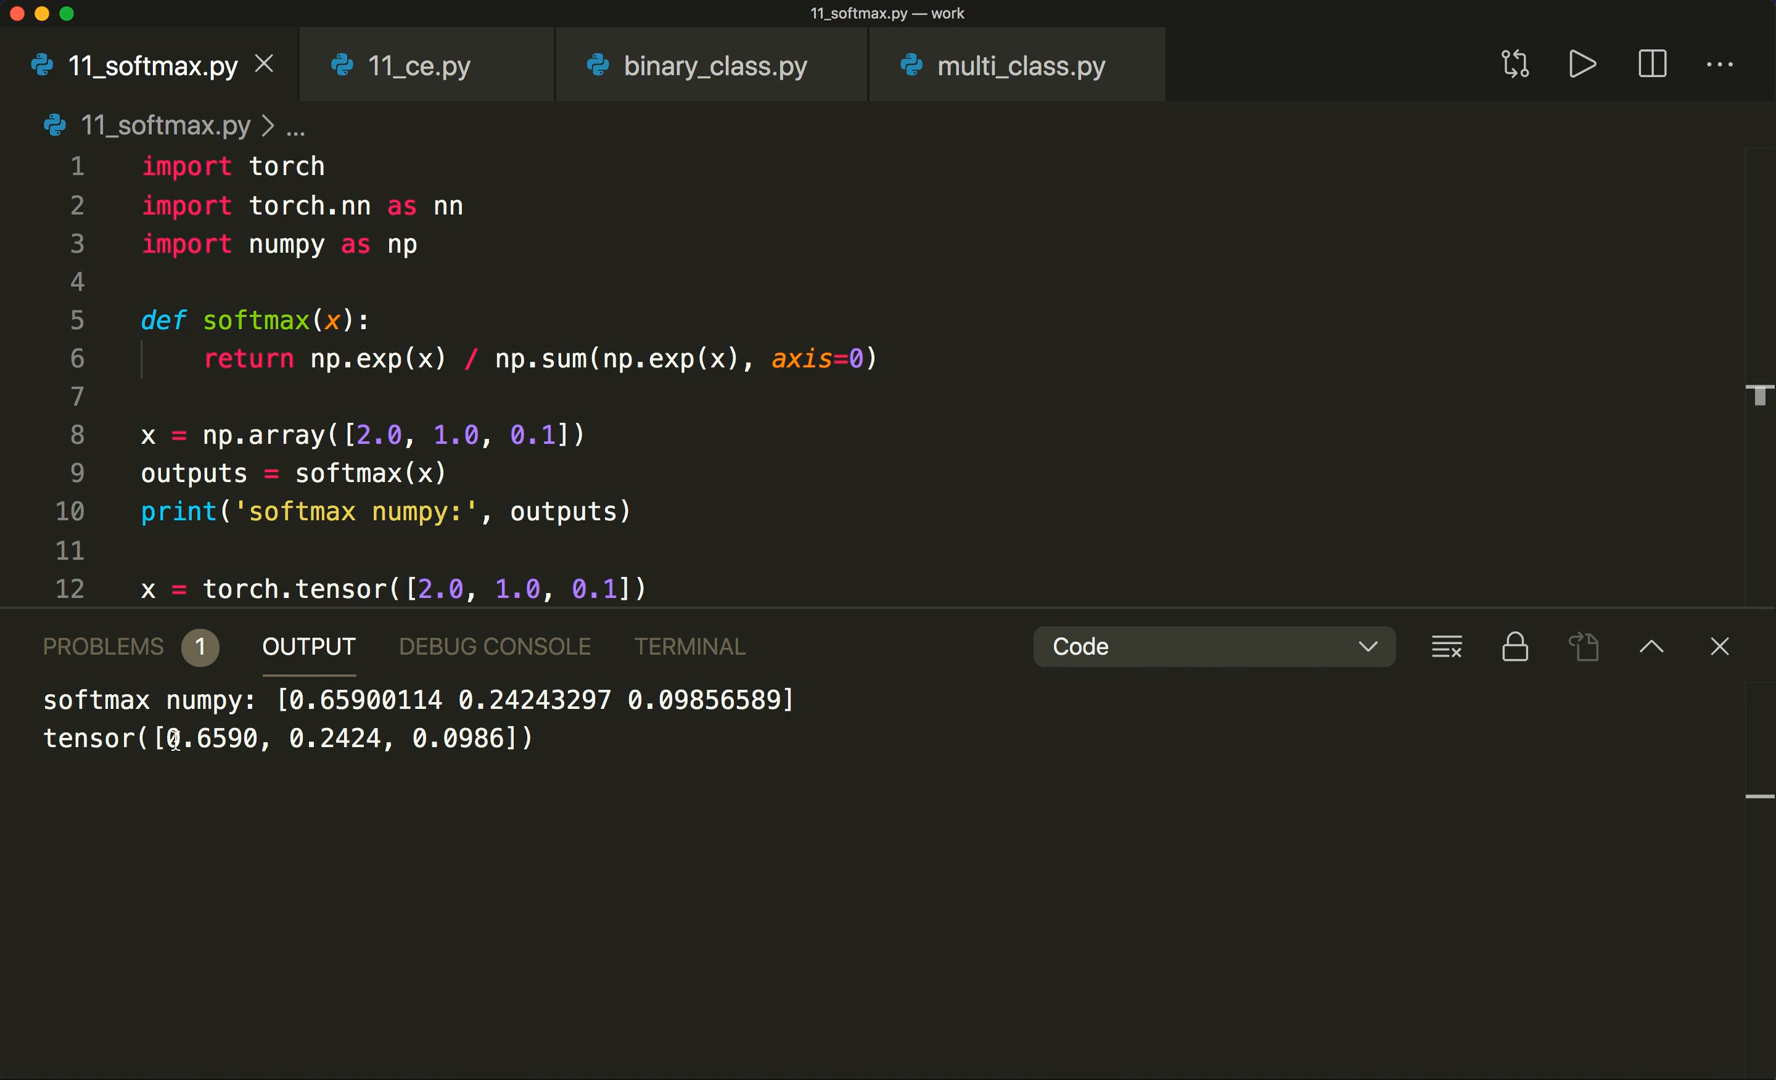 11_softmax.py — work
11_softmax.py
11_ce.py
binary_class.py
multi_class.py
11_softmax.py > ...
1 import torch
2 import torch.nn as nn
3 import numpy as np
4
5 def softmax(x):
6 return np.exp(x) / np.sum(np.exp(x), axis=0)
7
8 x = np.array([2.0, 1.0, 0.1])
9 outputs = softmax(x)
10 print('softmax numpy:', outputs)
11
12 x = torch.tensor([2.0, 1.0, 0.1])
PROBLEMS 1 OUTPUT DEBUG CONSOLE TERMINAL Code
softmax numpy: [0.65900114 0.24243297 0.09856589]
tensor([0.6590, 0.2424, 0.0986])